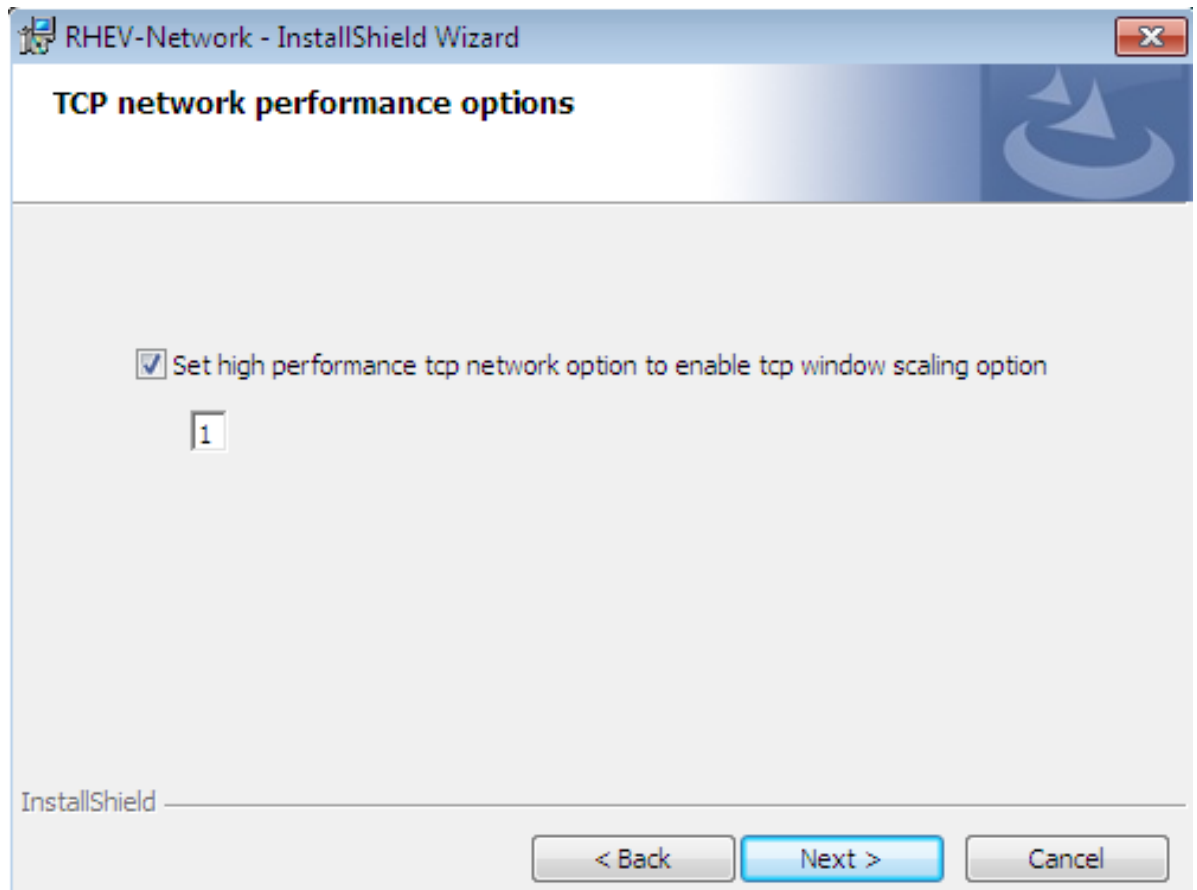 RHEV-Network - InstallShield Wizard
TCP network performance options
Set high performance tcp network option to enable tcp window scaling option
1
InstallShield
< Back
Next >
Cancel